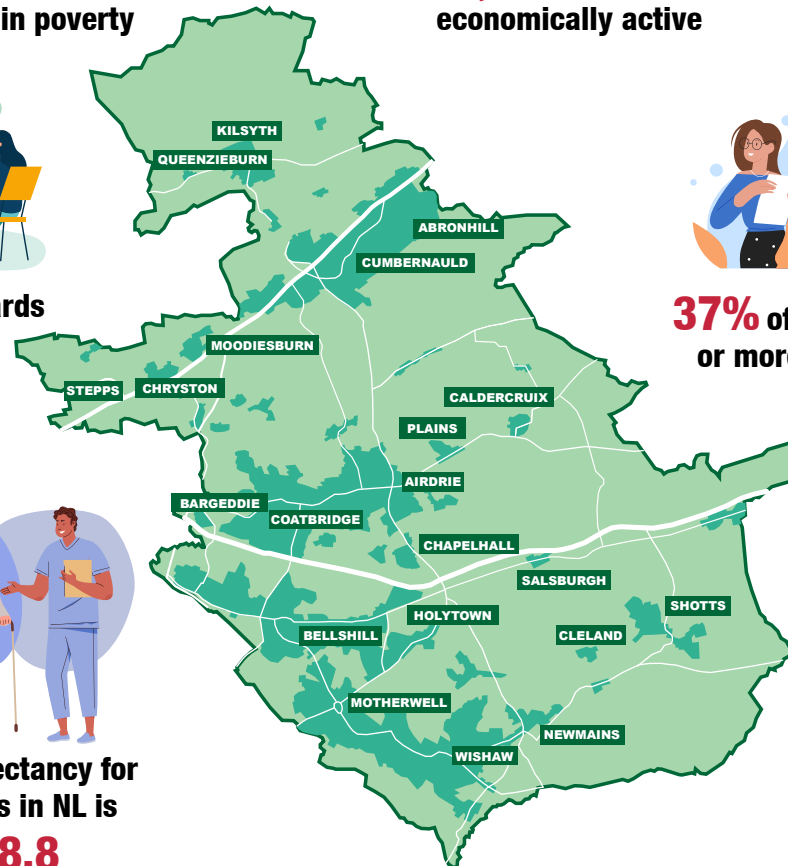 in poverty
economically active
KILSYTH
QUEENZIEBURN
ABRONHILL
CUMBERNAULD
37% of
or more
MOODIESBURN
STEPPS
CHRYSTON
CALDERCRUIX
PLAINS
AIRDRIE
BARGEDDIE
COATBRIDGE
CHAPELHALL
SALSBURGH
HOLYTOWN
SHOTTS
BELLSHILL
CLELAND
MOTHERWELL
NEWMAINS
WISHAW
ectancy for
s in NL is
8.8